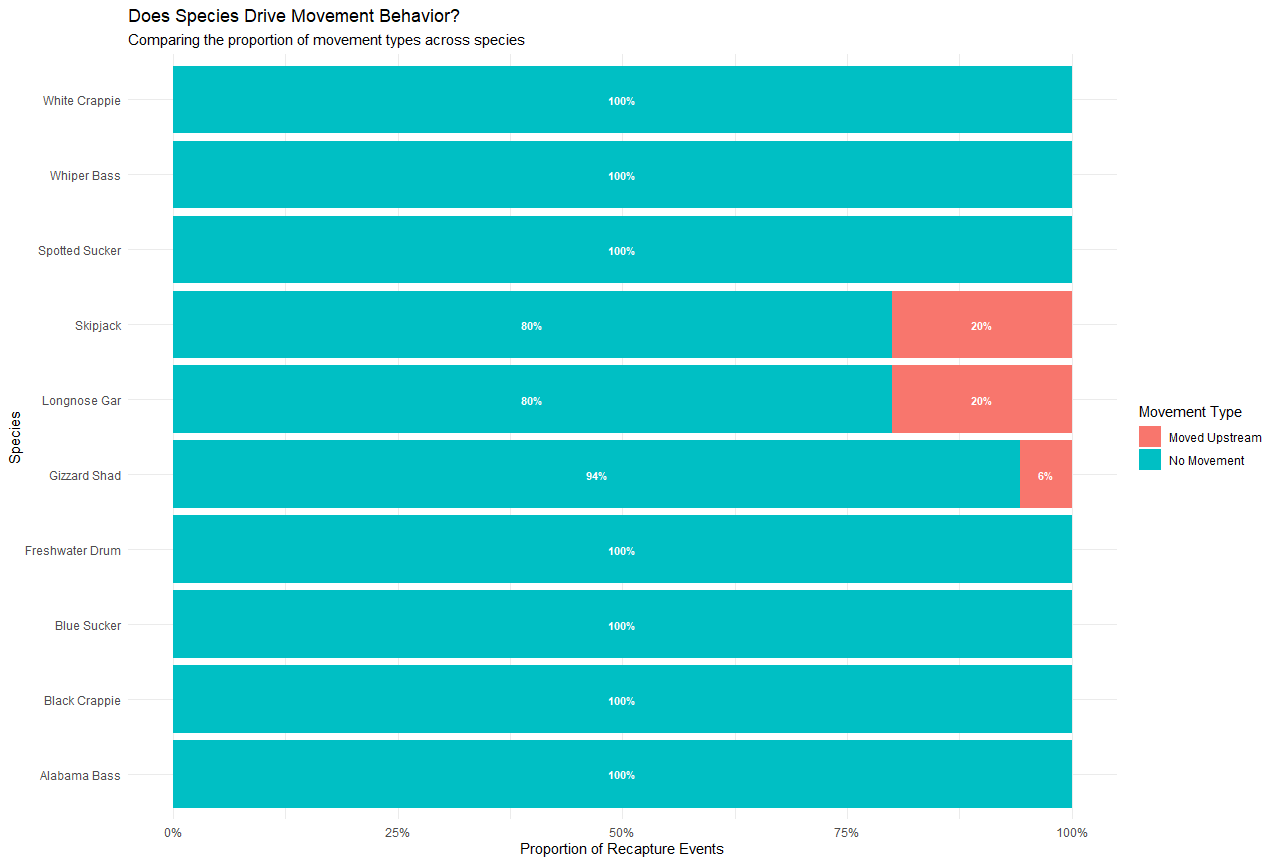 Does Species Drive Movement Behavior?
Comparing the proportion of movement types across species
White Crappie
100%
Whiper Bass
100%
Spotted Sucker
100%
Skipjack
80%
20%
Longnose Gar
80%
20%
Gizzard Shad
94%
6%
Freshwater Drum
100%
Blue Sucker
100%
Black Crappie
100%
Alabama Bass
100%
0%
25%
50%
75%
100%
Proportion of Recapture Events
Species
Movement Type
Moved Upstream
No Movement